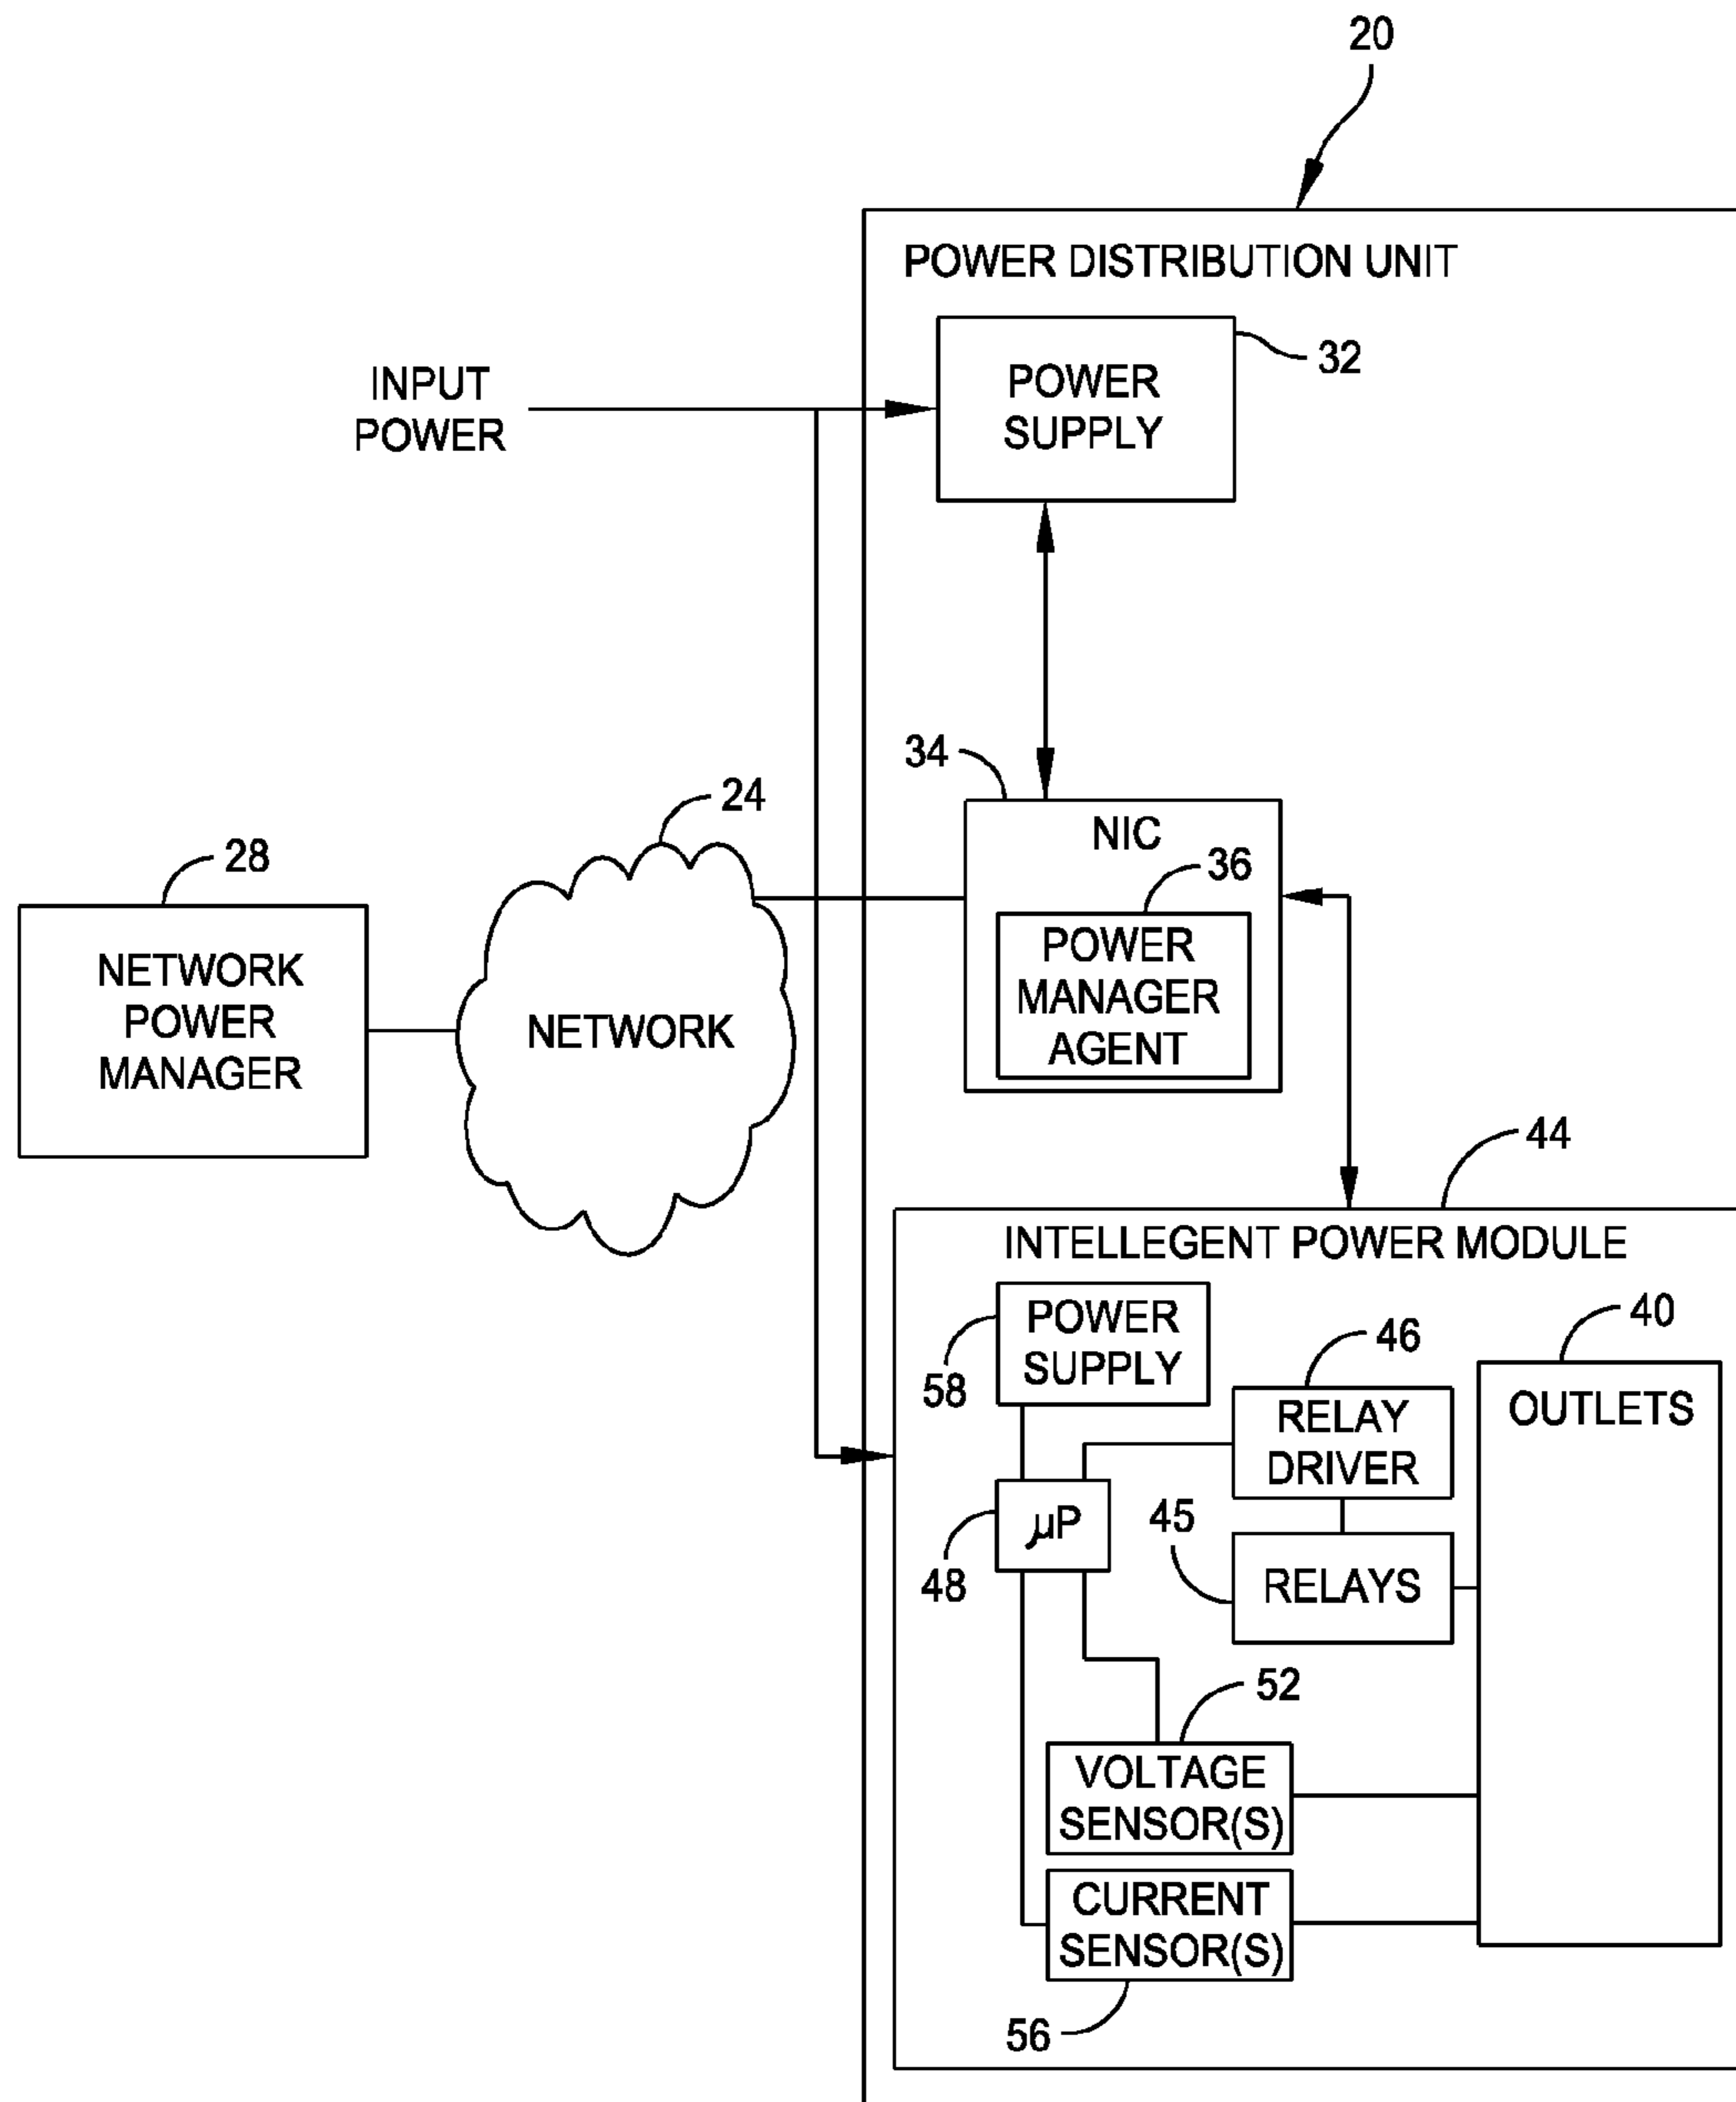 20
POWER DISTRIBUTION UNIT
POWER
SUPPLY
32
INPUT
POWER
34
NIC
36
POWER
MANAGER
AGENT
24
NETWORK
28
NETWORK
POWER
MANAGER
44
INTELLEGENT POWER MODULE
POWER
SUPPLY
58
46
RELAY
DRIVER
40
OUTLETS
μP
48
45
RELAYS
52
VOLTAGE
SENSOR(S)
CURRENT
SENSOR(S)
56